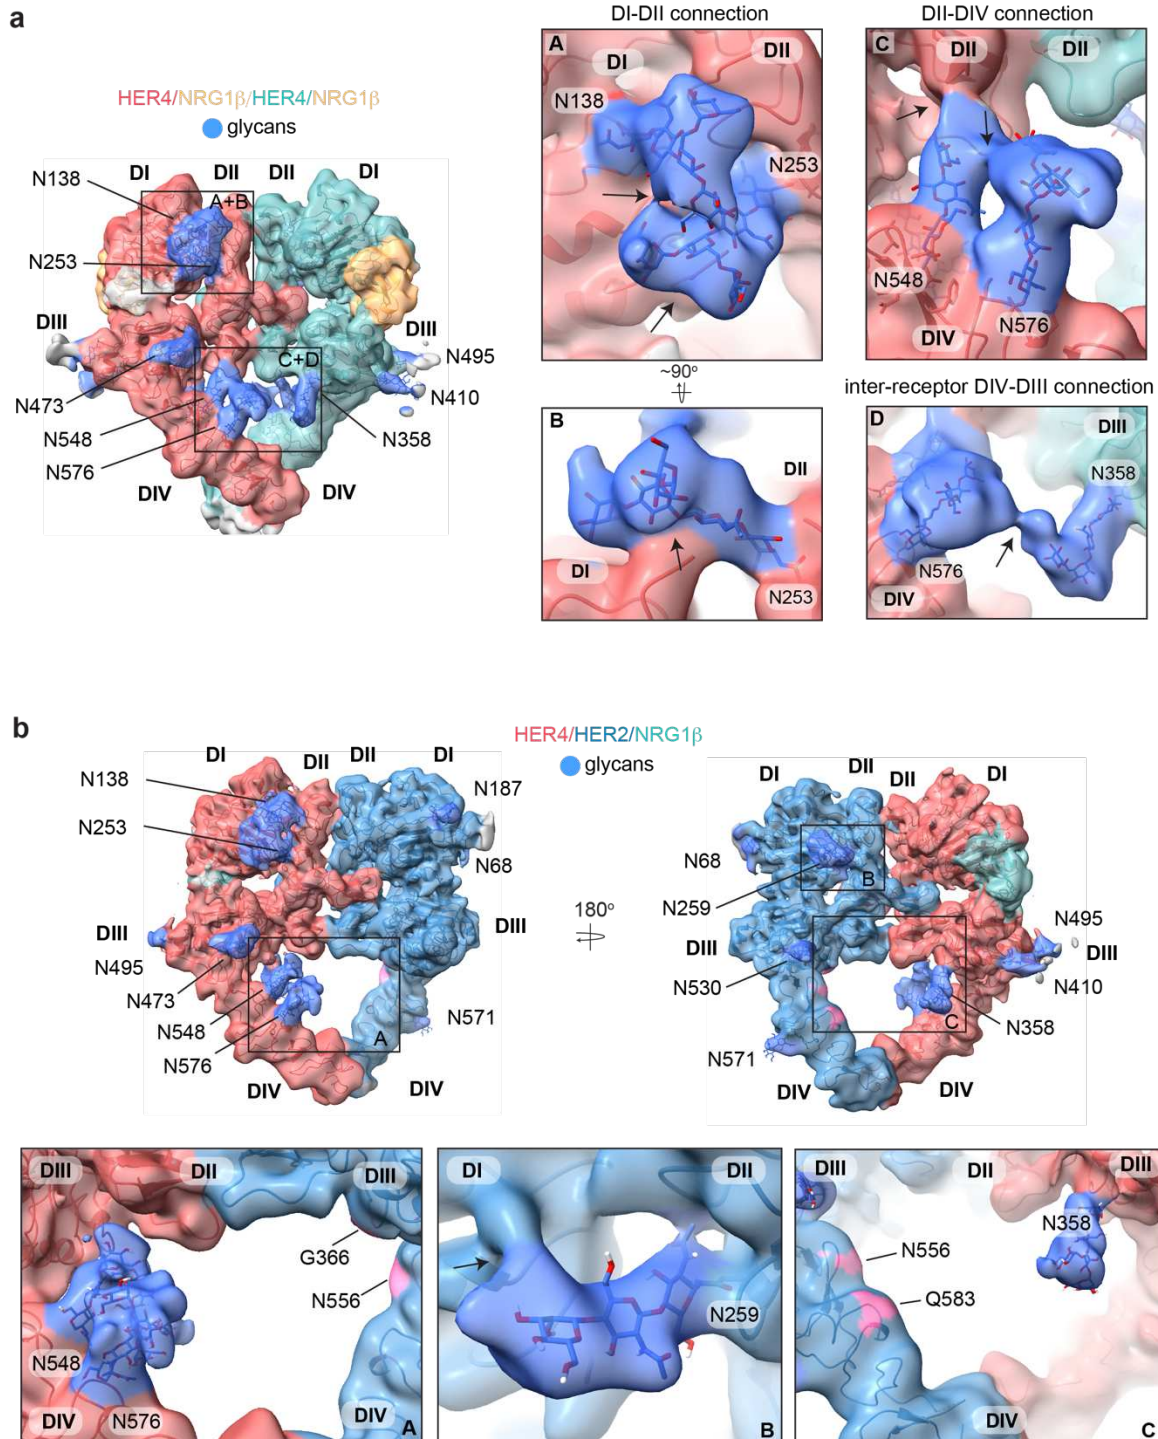 a
HER4/NRG1β/HER4/NRG1β
glycans
DI
DII
DII
DI
N138
A+B
N253
DIII
DIII
C+D
N495
N410
N473
N548
N358
N576
DIV
DIV
DI-DII connection
A
DI
DII
N138
N253
~90°
B
DII
DI
N253
DII-DIV connection
C
DII
DII
N548
N576
DIV
inter-receptor DIV-DIII connection
D
DIII
N358
N576
DIV
b
HER4/HER2/NRG1β
glycans
DI
DII
DII
DI
N138
N187
N253
N68
DIII
DIII
N495
N473
N548
N571
N576
A
DIV
DIV
180°
DI
DII
DII
DI
N68
B
N259
N495
DIII
DIII
N530
N410
N358
C
N571
DIV
DIV
DIII
DII
DIII
G366
N556
N548
DIV
N576
DIV
A
DI
DII
N259
B
DIII
DII
DIII
N358
N556
Q583
DIV
C